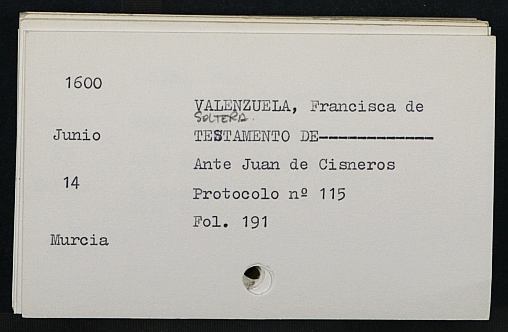 1600
VALENZUELA, Francisca de
SOLTERA.
Junio
TESTAMENTO DE-------------
Ante Juan de Cisneros
14
Protocolo nº 115
Fol. 191
Murcia